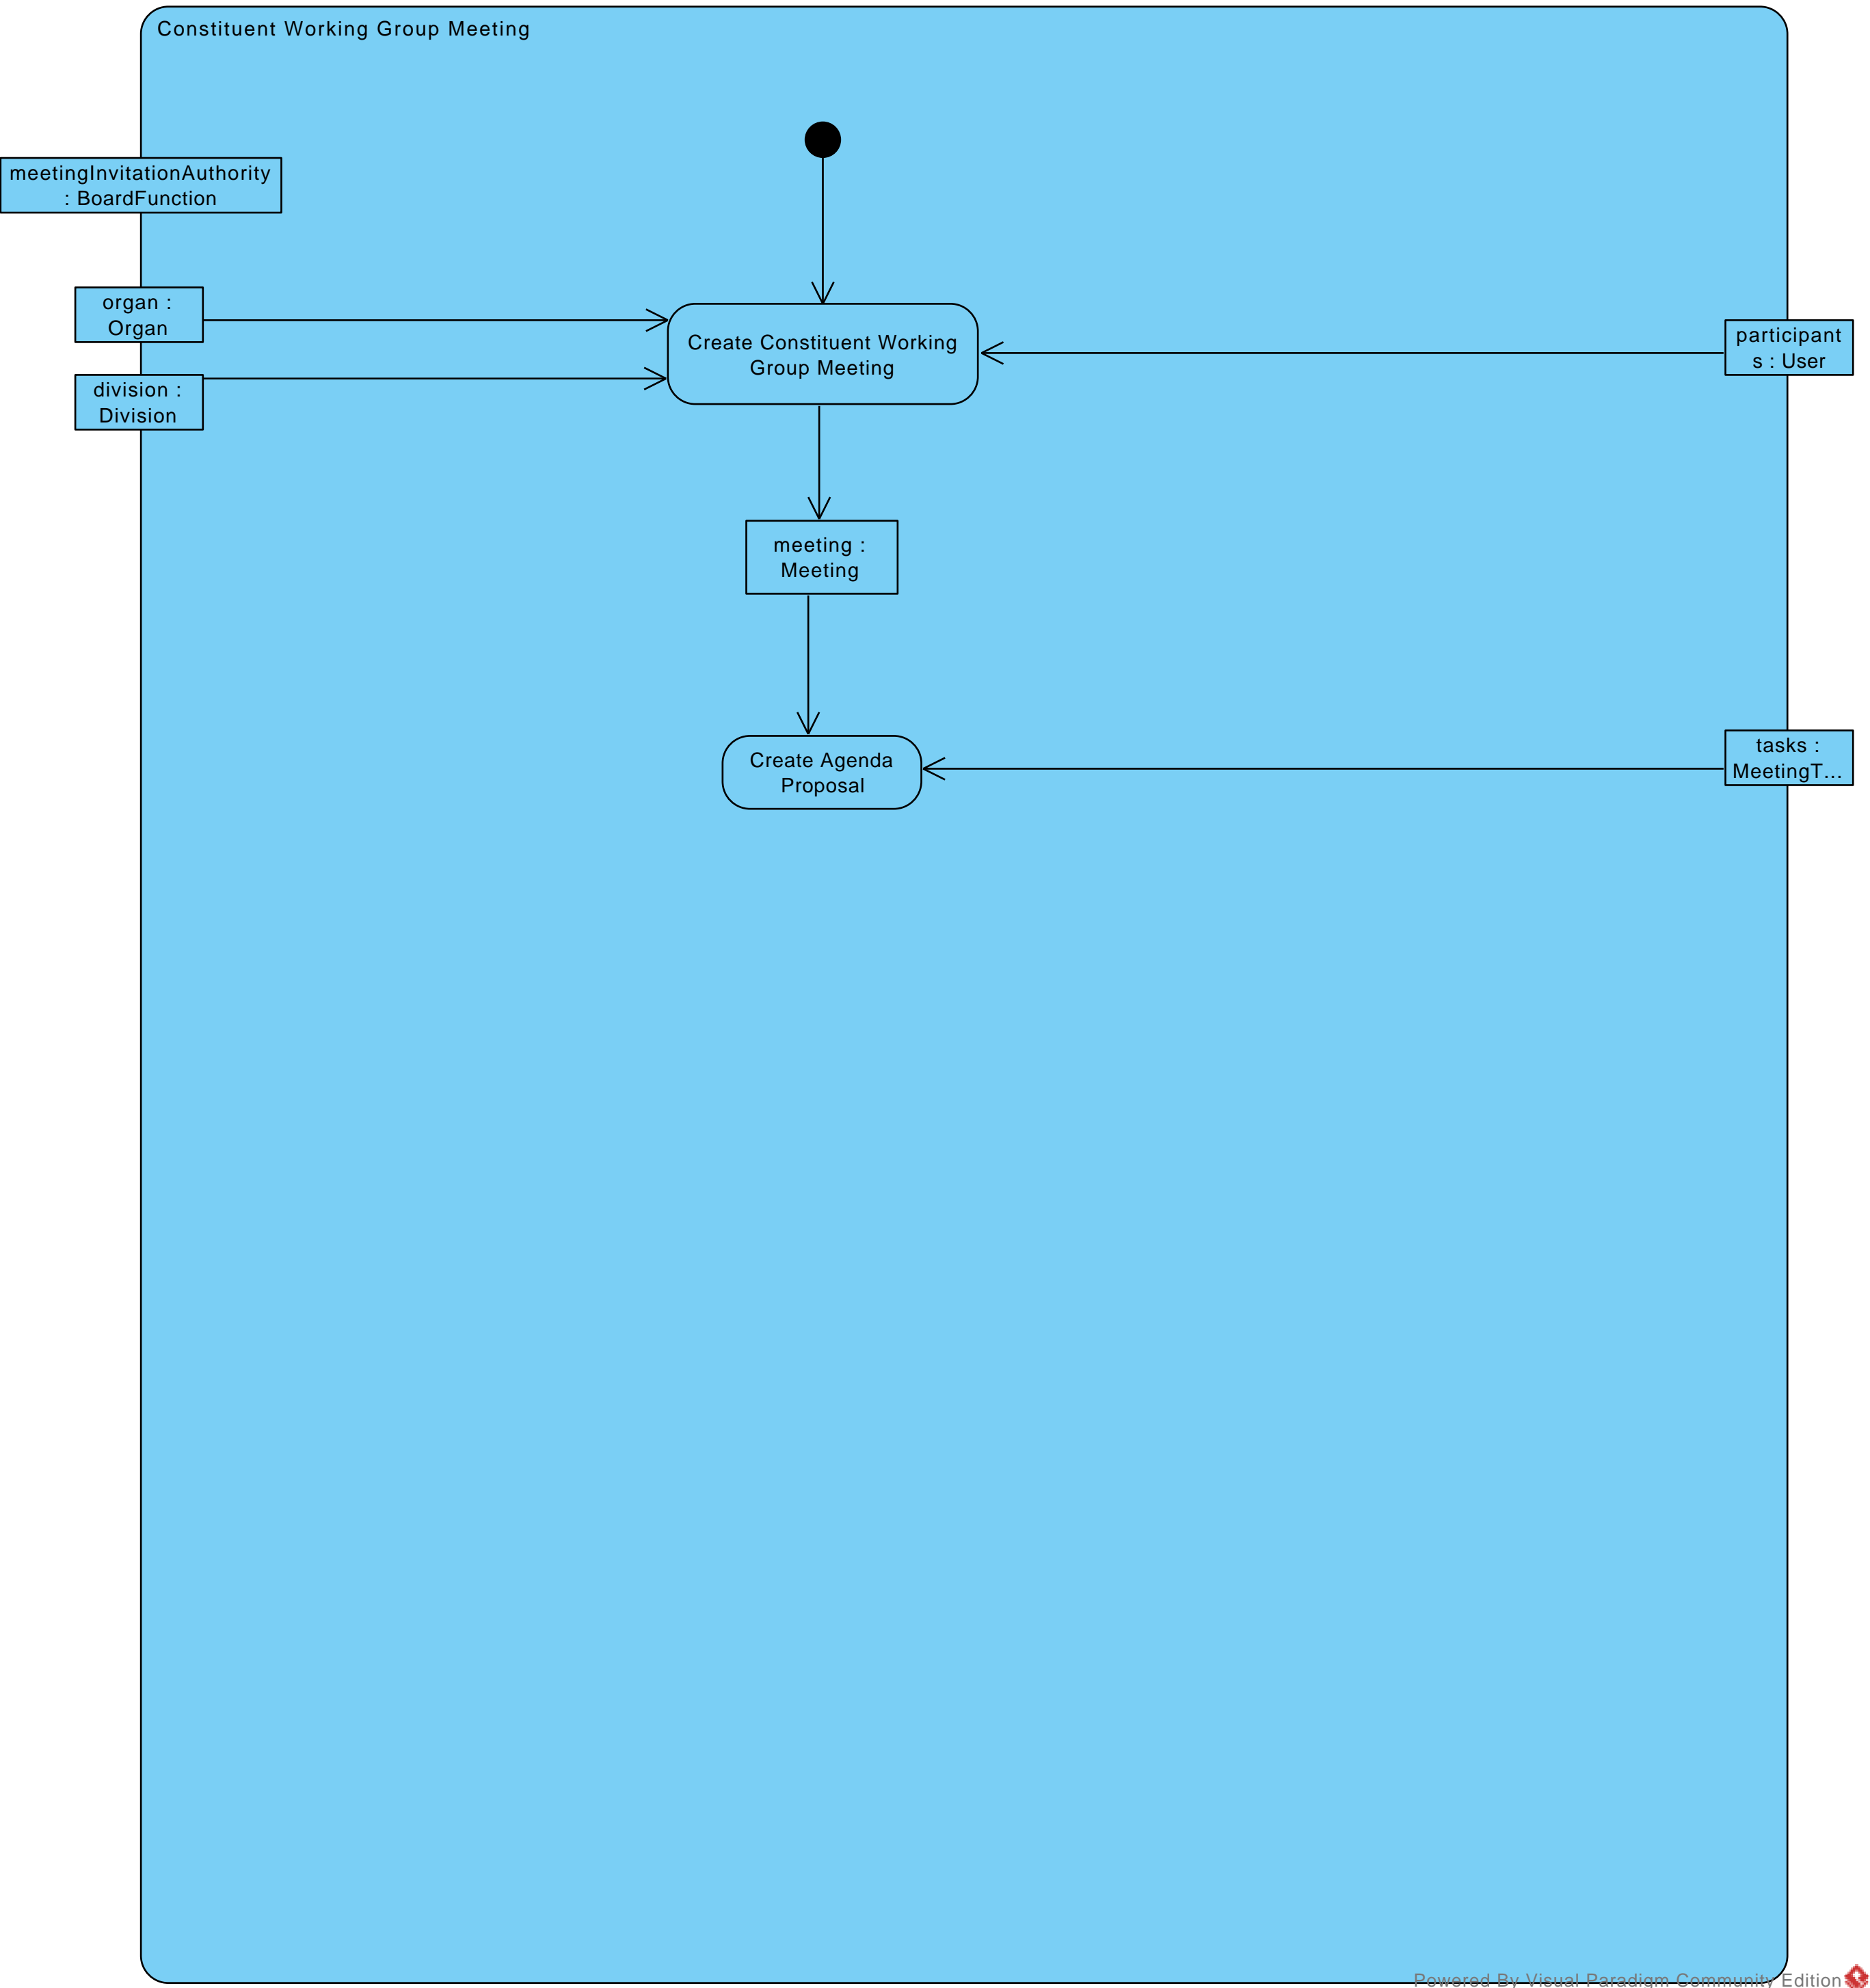 Constituent Working Group Meeting
meetingInvitationAuthority
: BoardFunction
organ :
Organ
division :
Division
Create Constituent Working
Group Meeting
participant
s : User
meeting :
Meeting
Create Agenda
Proposal
tasks :
MeetingT...
Powered By Visual Paradigm Community Edition